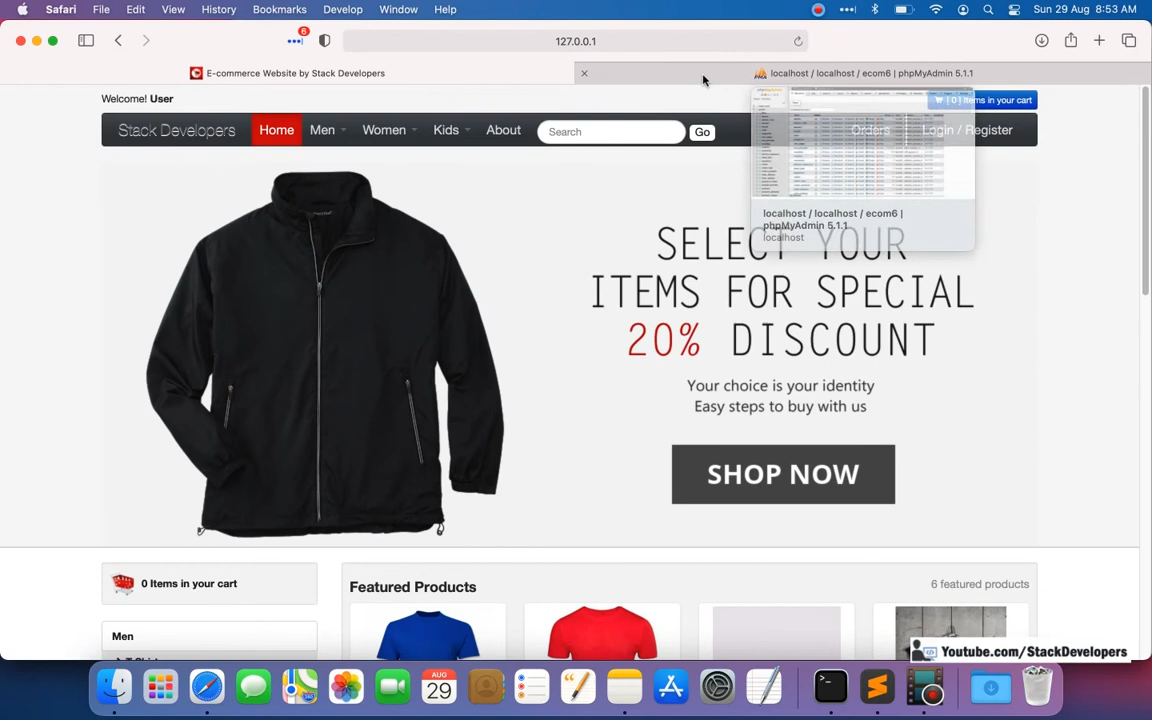 Safari File Edit View History Bookmarks Develop Window Help Sun 29 Aug 8:53 AM
6
127.0.0.1
E-commerce Website by Stack Developers
localhost / localhost / ecom6 | phpMyAdmin 5.1.1
Welcome! User
[ 0 ] Items in your cart
Stack Developers Home Men Women Kids About Search Go Orders Login / Register
localhost / localhost / ecom6 |
phpMyAdmin 5.1.1
localhost
SELECT YOUR
ITEMS FOR SPECIAL
20% DISCOUNT
Your choice is your identity
Easy steps to buy with us
SHOP NOW
0 Items in your cart
Featured Products
6 featured products
Men
Youtube.com/StackDevelopers
AUG
29